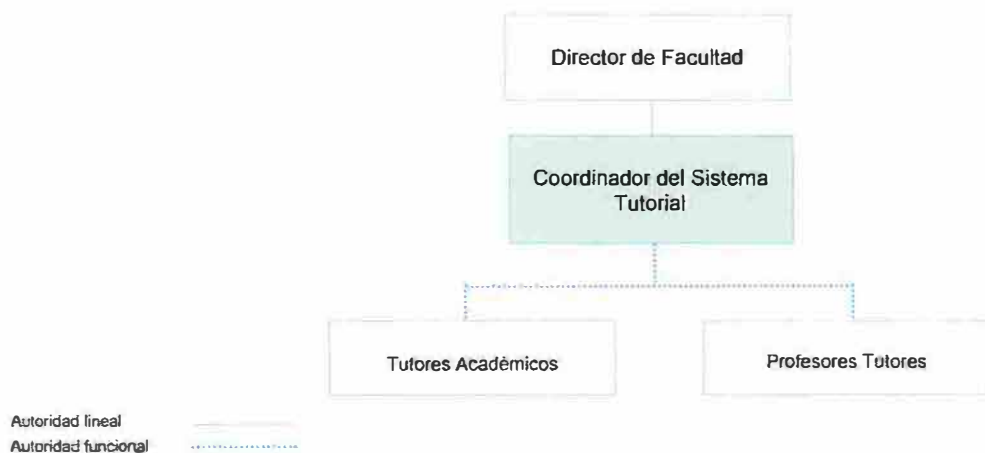 Director de Facultad
Coordinador del Sistema
Tutorial
Tutores Académicos
Profesores Tutores
Autoridad lineal
Autoridad funcional